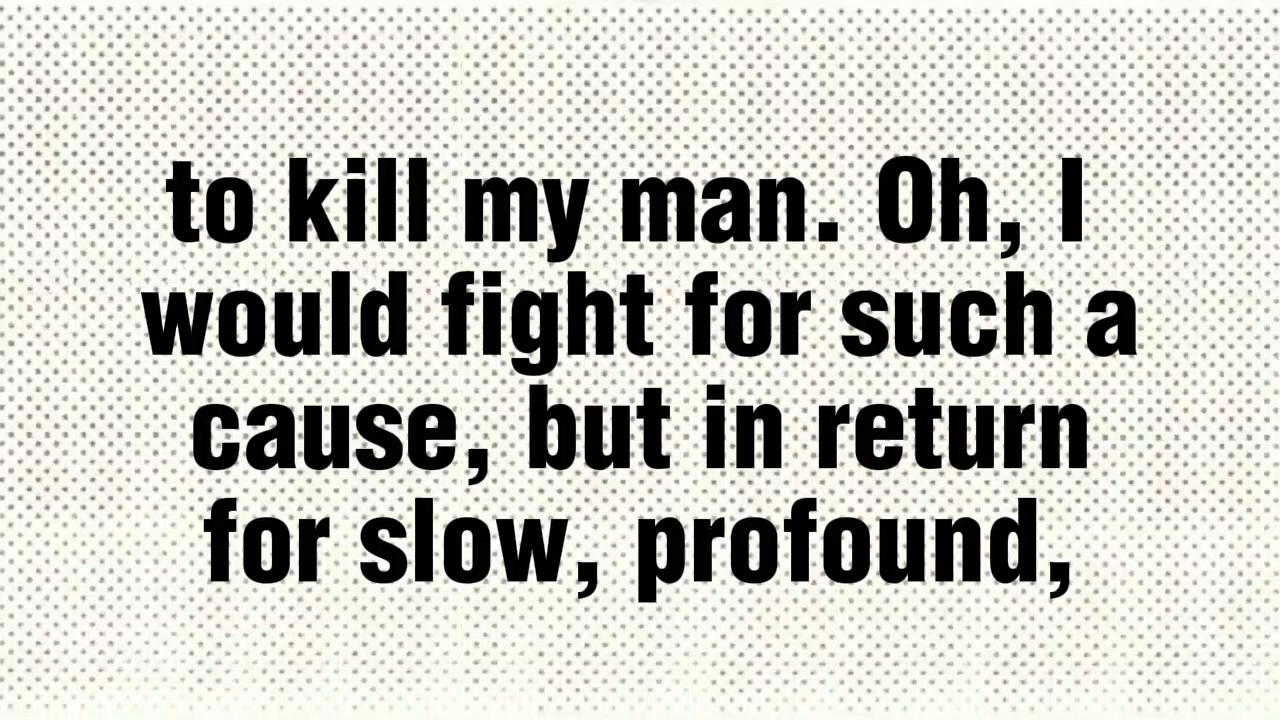 to kill my man. Oh, I
would fight for such a
cause, but in return
for slow, profound,